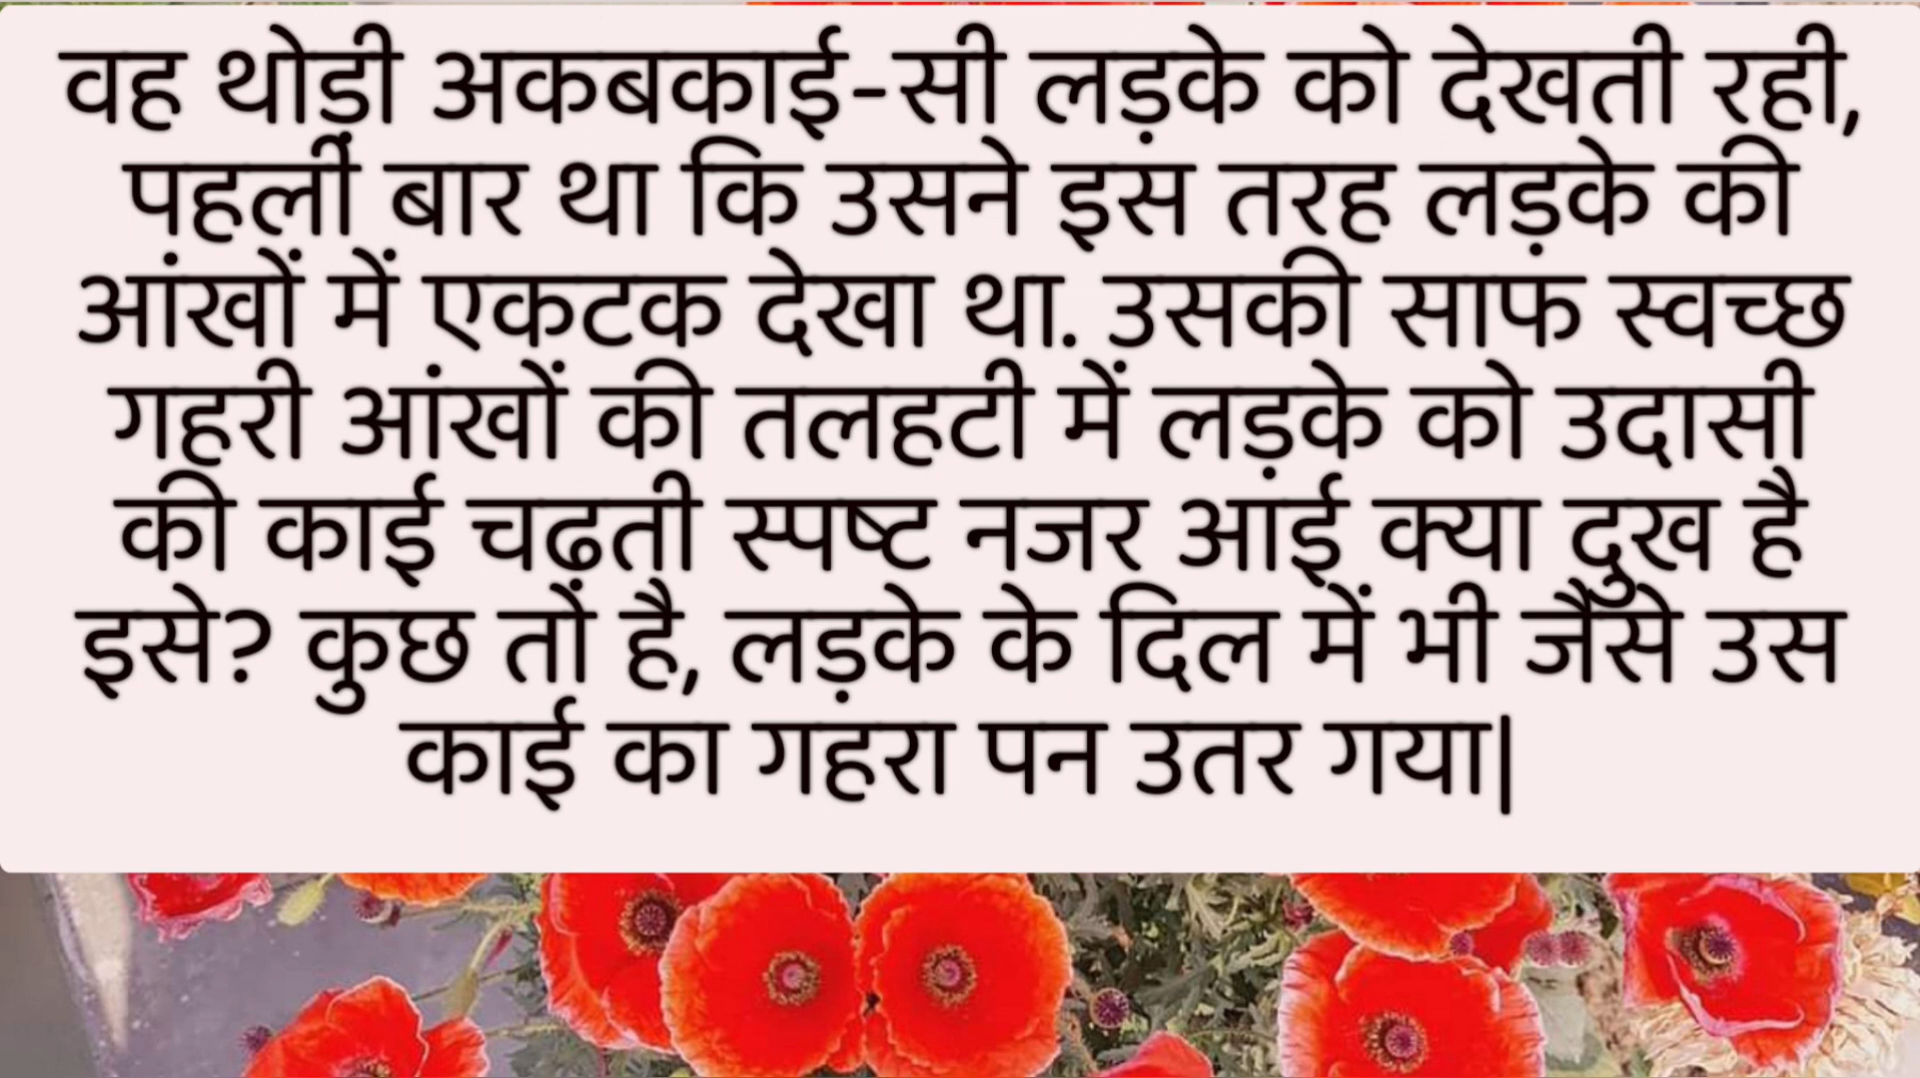 वह थोड़ी अकबकाई-सी लड़के को देखती रही,
पहली बार था कि उसने इस तरह लड़के की
आंखों में एकटक देखा था. उसकी साफ स्वच्छ
गहरी आंखों की तलहटी में लड़के को उदासी
की काई चढ़ती स्पष्ट नजर आई क्या दुख है
इसे? कुछ तो है, लड़के के दिल में भी जैसे उस
काई का गहरा पन उतर गया|